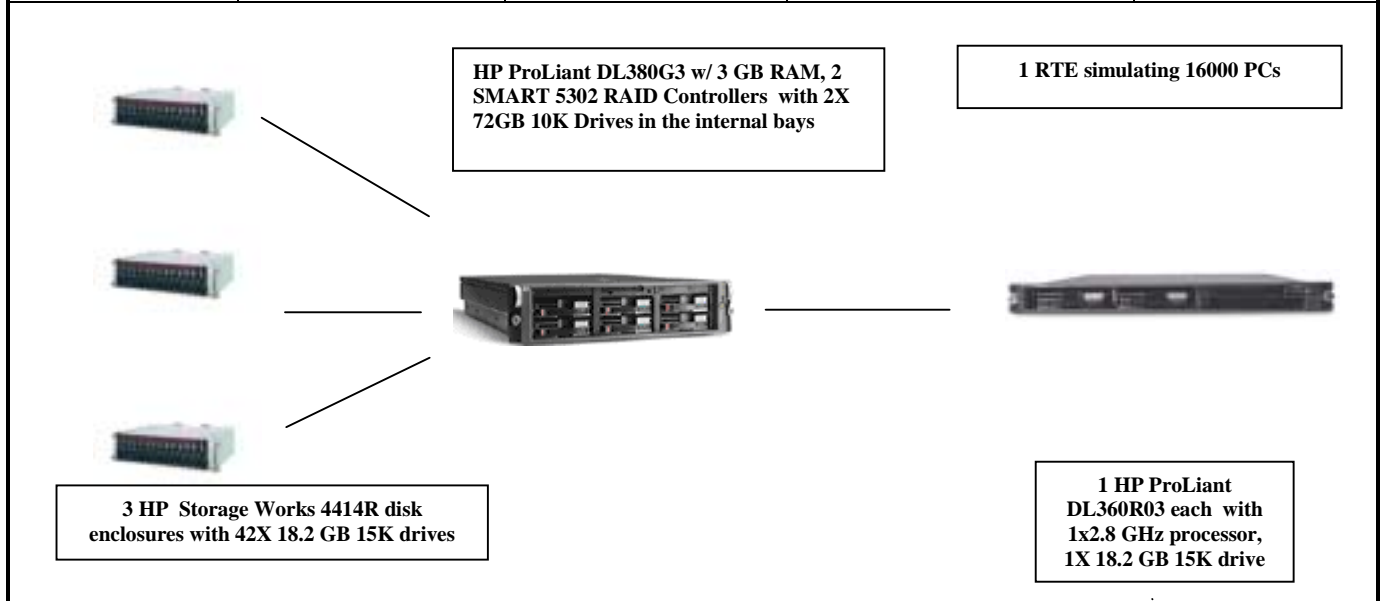 HP ProLiant DL380G3 w/ 3 GB RAM, 2
SMART 5302 RAID Controllers with 2X
72GB 10K Drives in the internal bays
1 RTE simulating 16000 PCs
3 HP Storage Works 4414R disk
enclosures with 42X 18.2 GB 15K drives
1 HP ProLiant
DL360R03 each with
1x2.8 GHz processor,
1X 18.2 GB 15K drive